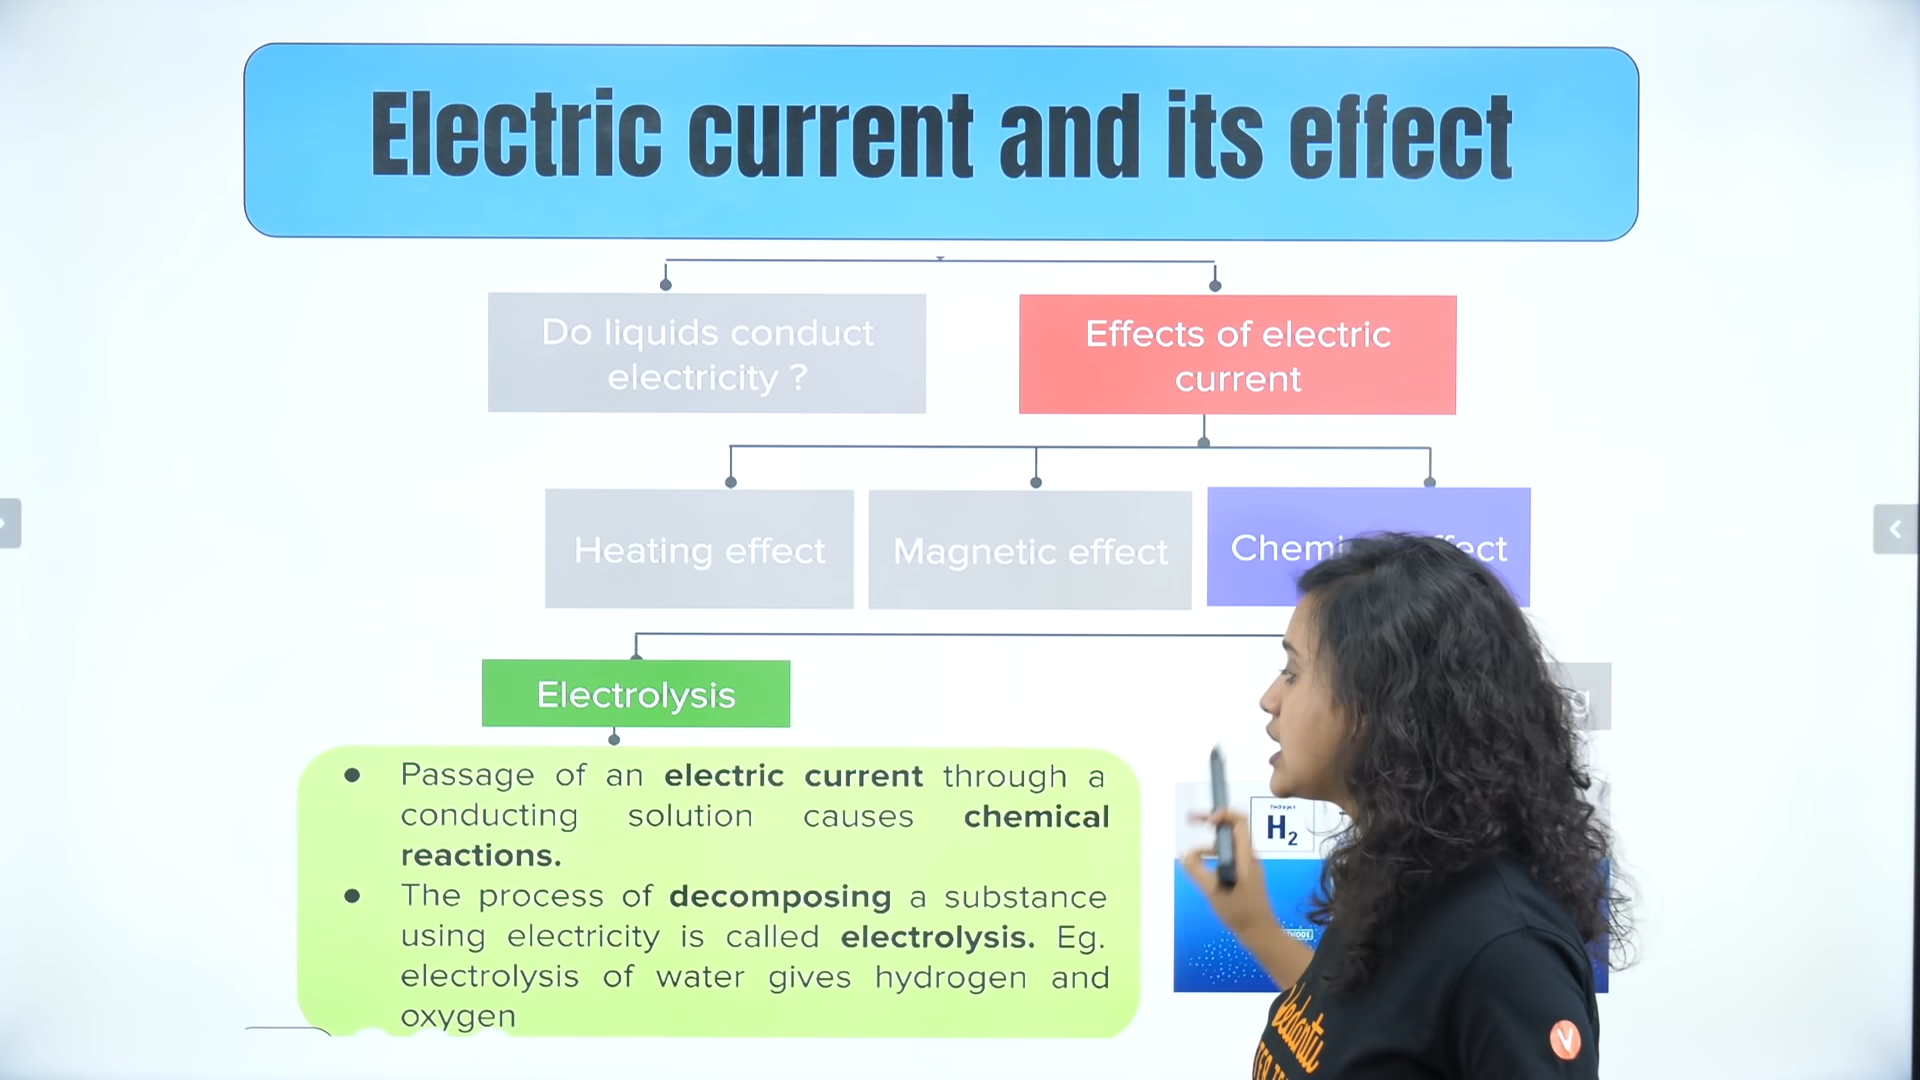 Electric current and its effect
Do liquids conduct
electricity ?
Effects of electric
current
Heating effect
Magnetic effect
Electrolysis
Passage of an electric current through a
conducting solution causes chemical
reactions.
The process of decomposing a substance
using electricity is called electrolysis. Eg.
electrolysis of water gives hydrogen and
oxygen
H₂
Vedantu